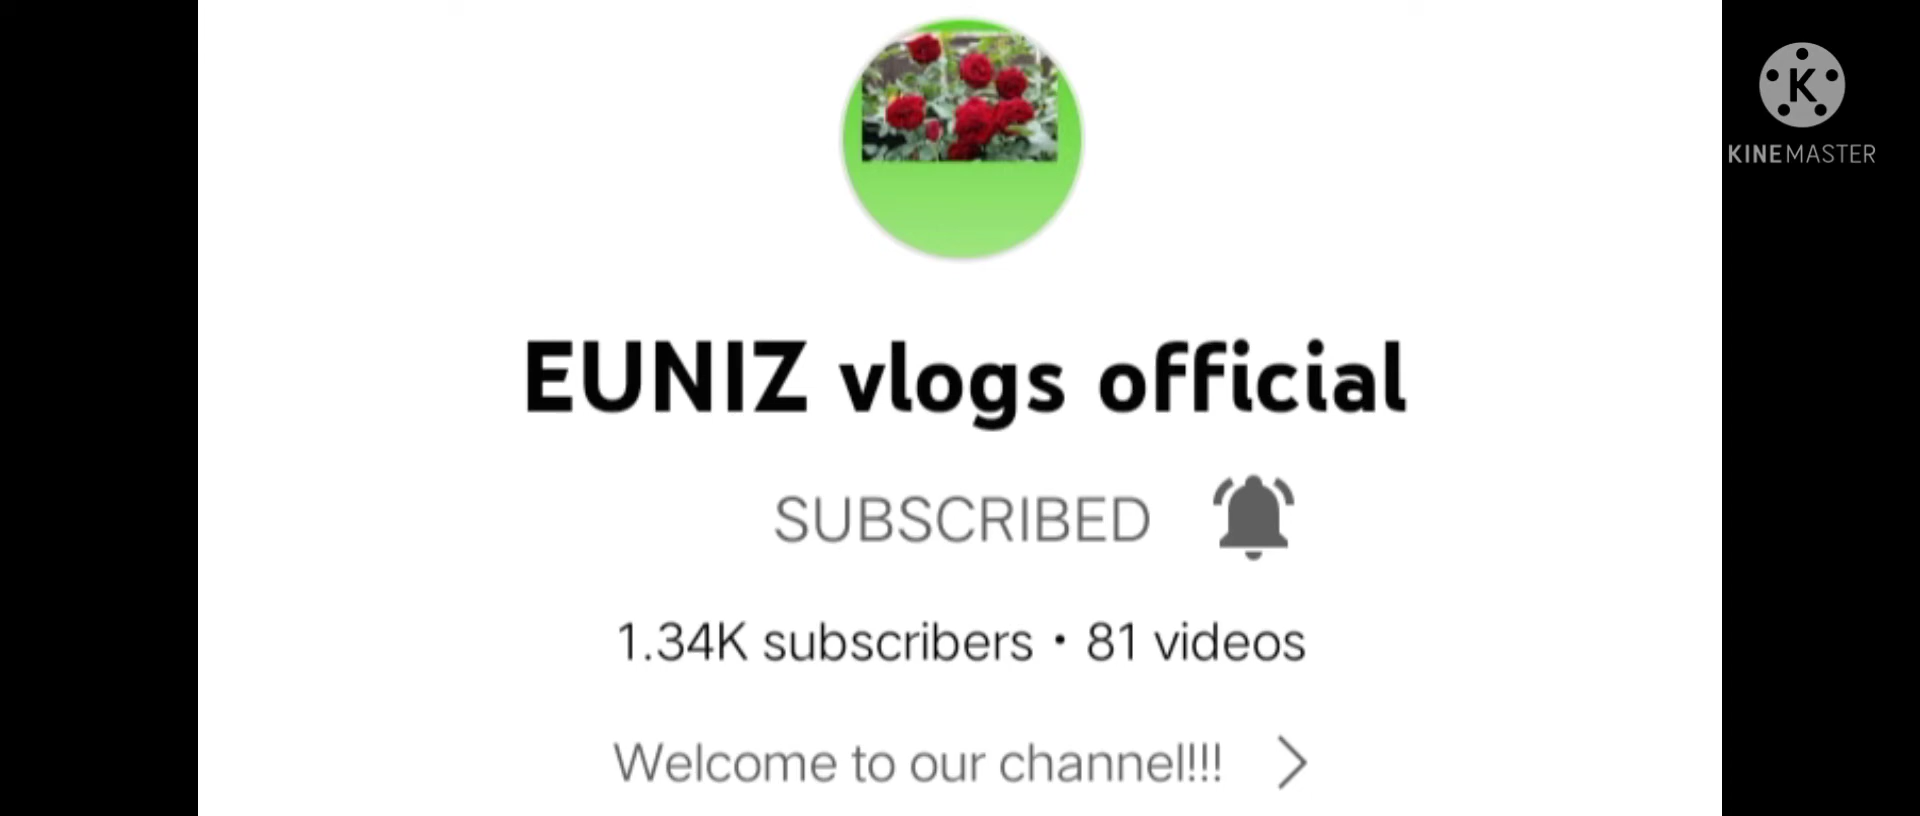 K
KINEMASTER
EUNIZ vlogs official
SUBSCRIBED
1.34K subscribers • 81 videos
Welcome to our channel!!!